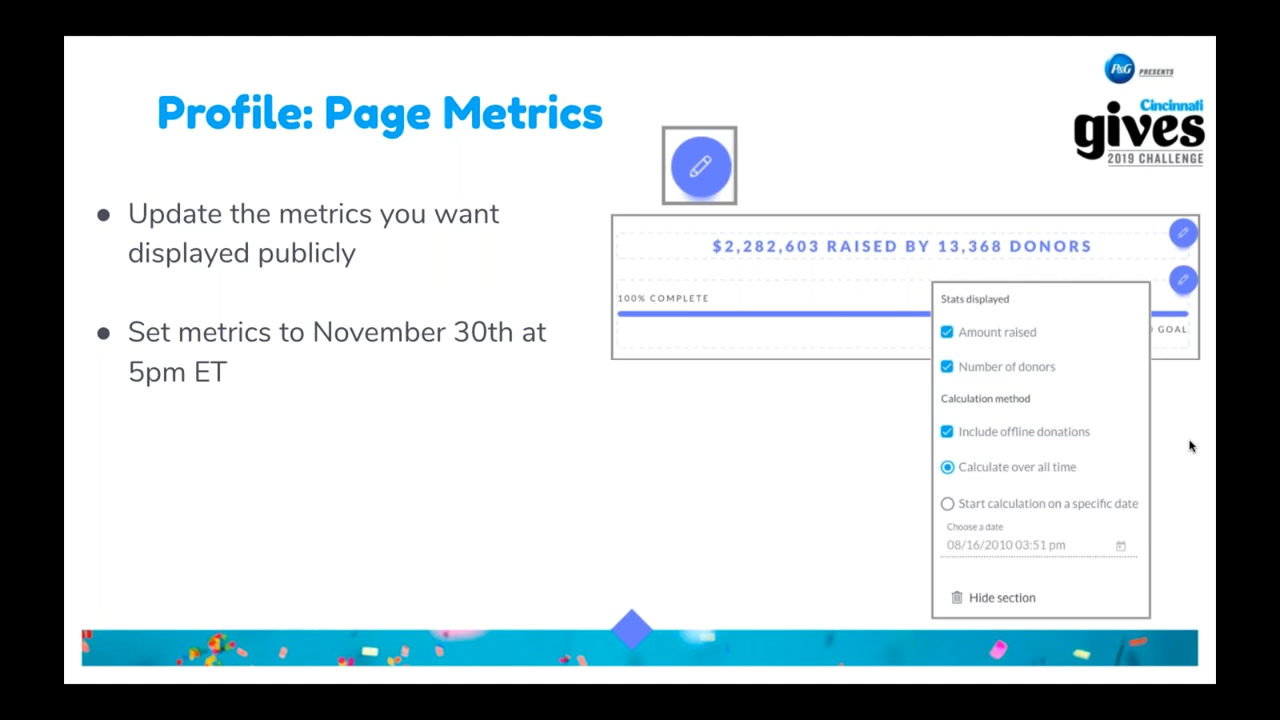 P&G PRESENTS
Cincinnati
gives
2019 CHALLENGE
Profile: Page Metrics
● Update the metrics you want
displayed publicly
● Set metrics to November 30th at
5pm ET
$2,282,603 RAISED BY 13,368 DONORS
100% COMPLETE
GOAL
Stats displayed
Amount raised
Number of donors
Calculation method
Include offline donations
Calculate over all time
Start calculation on a specific date
Choose a date
08/16/2010 03:51 pm
Hide section